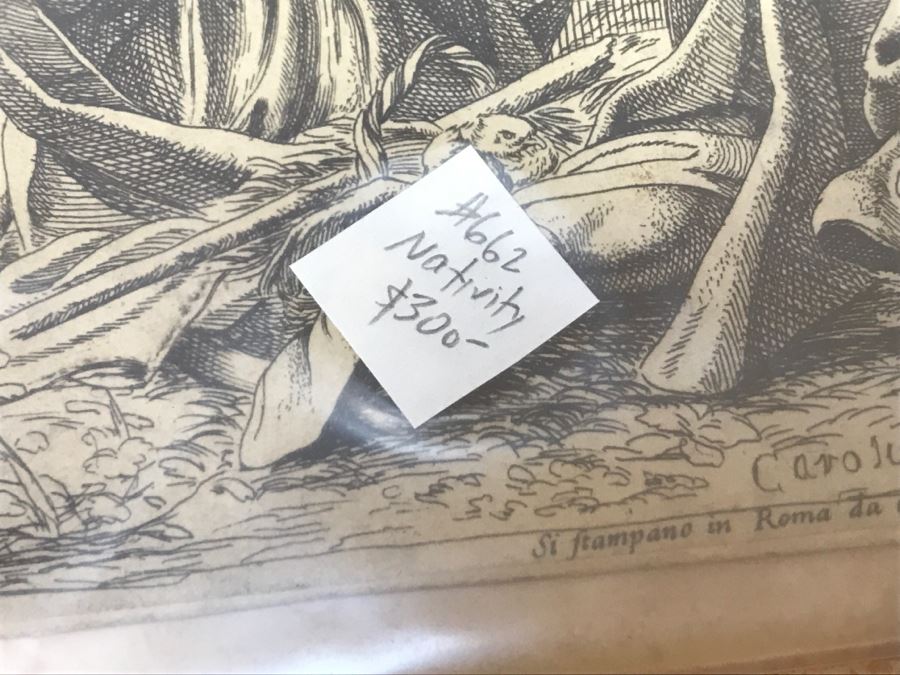 #662
Nativity
$300-
Carolu
Si ſtampano in Roma da